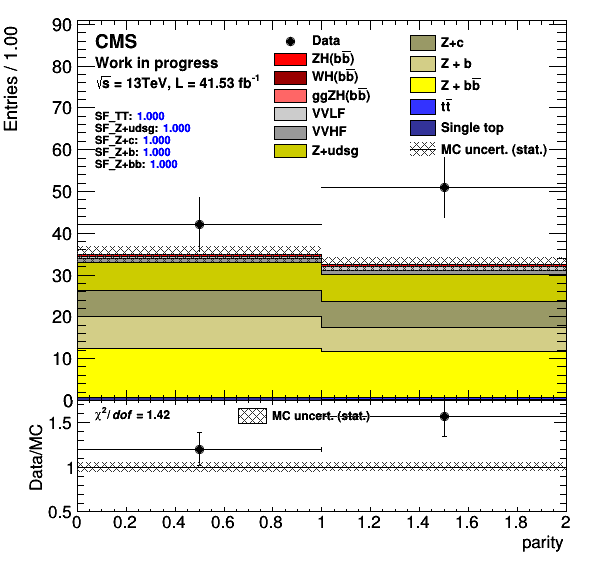 Entries / 1.00
90
80
70
60
50
40
30
20
10
0
CMS
Work in progress
√s = 13TeV, L = 41.53 fb⁻¹
SF_TT: 1.000
SF_Z+udsg: 1.000
SF_Z+c: 1.000
SF_Z+b: 1.000
SF_Z+bb: 1.000
Data
ZH(bb̅)
WH(bb̅)
ggZH(bb̅)
VVLF
VVHF
Z+udsg
Z+c
Z + b
Z + bb̅
tt̅
Single top
MC uncert. (stat.)
Data/MC
1.5
1
0.5
χ²/dof = 1.42
MC uncert. (stat.)
0 0.2 0.4 0.6 0.8 1 1.2 1.4 1.6 1.8 2
parity